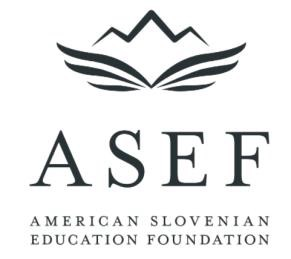 ASEF
AMERICAN SLOVENIAN
EDUCATION FOUNDATION